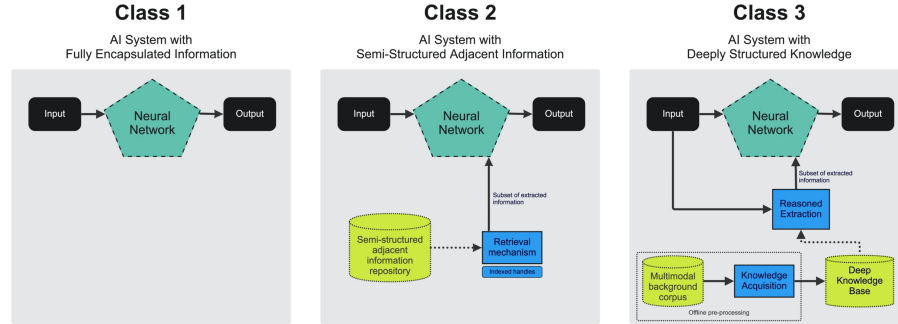 Class 1
AI System with
Fully Encapsulated Information
Input
Neural
Network
Output
Class 2
AI System with
Semi-Structured Adjacent Information
Input
Neural
Network
Output
Subset of extracted
information
Semi-structured
adjacent
information
repository
Retrieval
mechanism
Indexed handles
Class 3
AI System with
Deeply Structured Knowledge
Input
Neural
Network
Output
Subset of extracted
information
Reasoned
Extraction
Multimodal
background
corpus
Knowledge
Acquisition
Deep
Knowledge
Base
Offline pre-processing